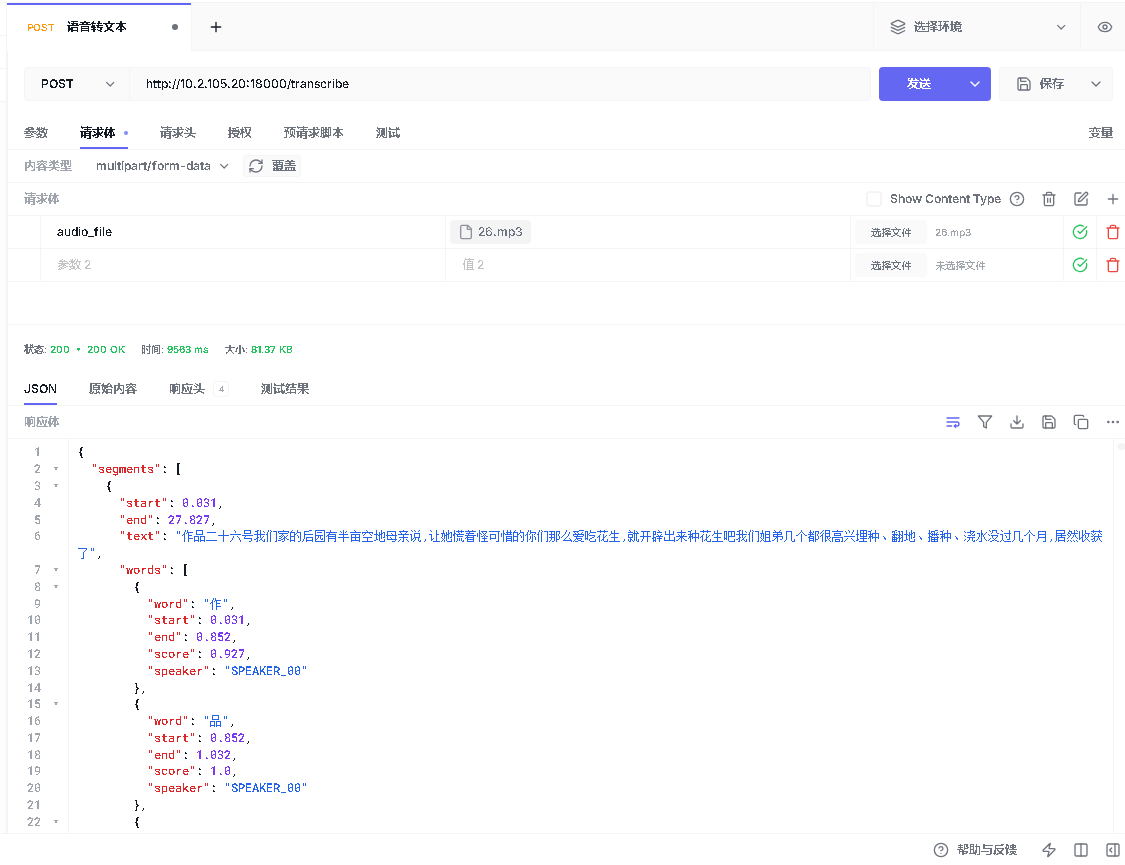 POST 语音转文本
选择环境
POST http://10.2.105.20:18000/transcribe 发送 保存
参数 请求体 请求头 授权 预请求脚本 测试 变量
内容类型 multipart/form-data 覆盖
请求体 Show Content Type
audio_file 26.mp3 选择文件 26.mp3
参数 2 值 2 选择文件 未选择文件
状态: 200 • 200 OK 时间: 9563 ms 大小: 81.37 KB
JSON 原始内容 响应头 4 测试结果
响应体
1 {
2 "segments": [
3 {
4 "start": 0.031,
5 "end": 27.827,
6 "text": "作品二十六号我们家的后园有半亩空地母亲说,让她慌着怪可惜的你们那么爱吃花生,就开辟出来种花生吧我们姐弟几个都很高兴埋种、翻地、播种、浇水没过几个月,居然收获
了",
7 "words": [
8 {
9 "word": "作",
10 "start": 0.031,
11 "end": 0.852,
12 "score": 0.927,
13 "speaker": "SPEAKER_00"
14 },
15 {
16 "word": "品",
17 "start": 0.852,
18 "end": 1.032,
19 "score": 1.0,
20 "speaker": "SPEAKER_00"
21 },
22 {
帮助与反馈